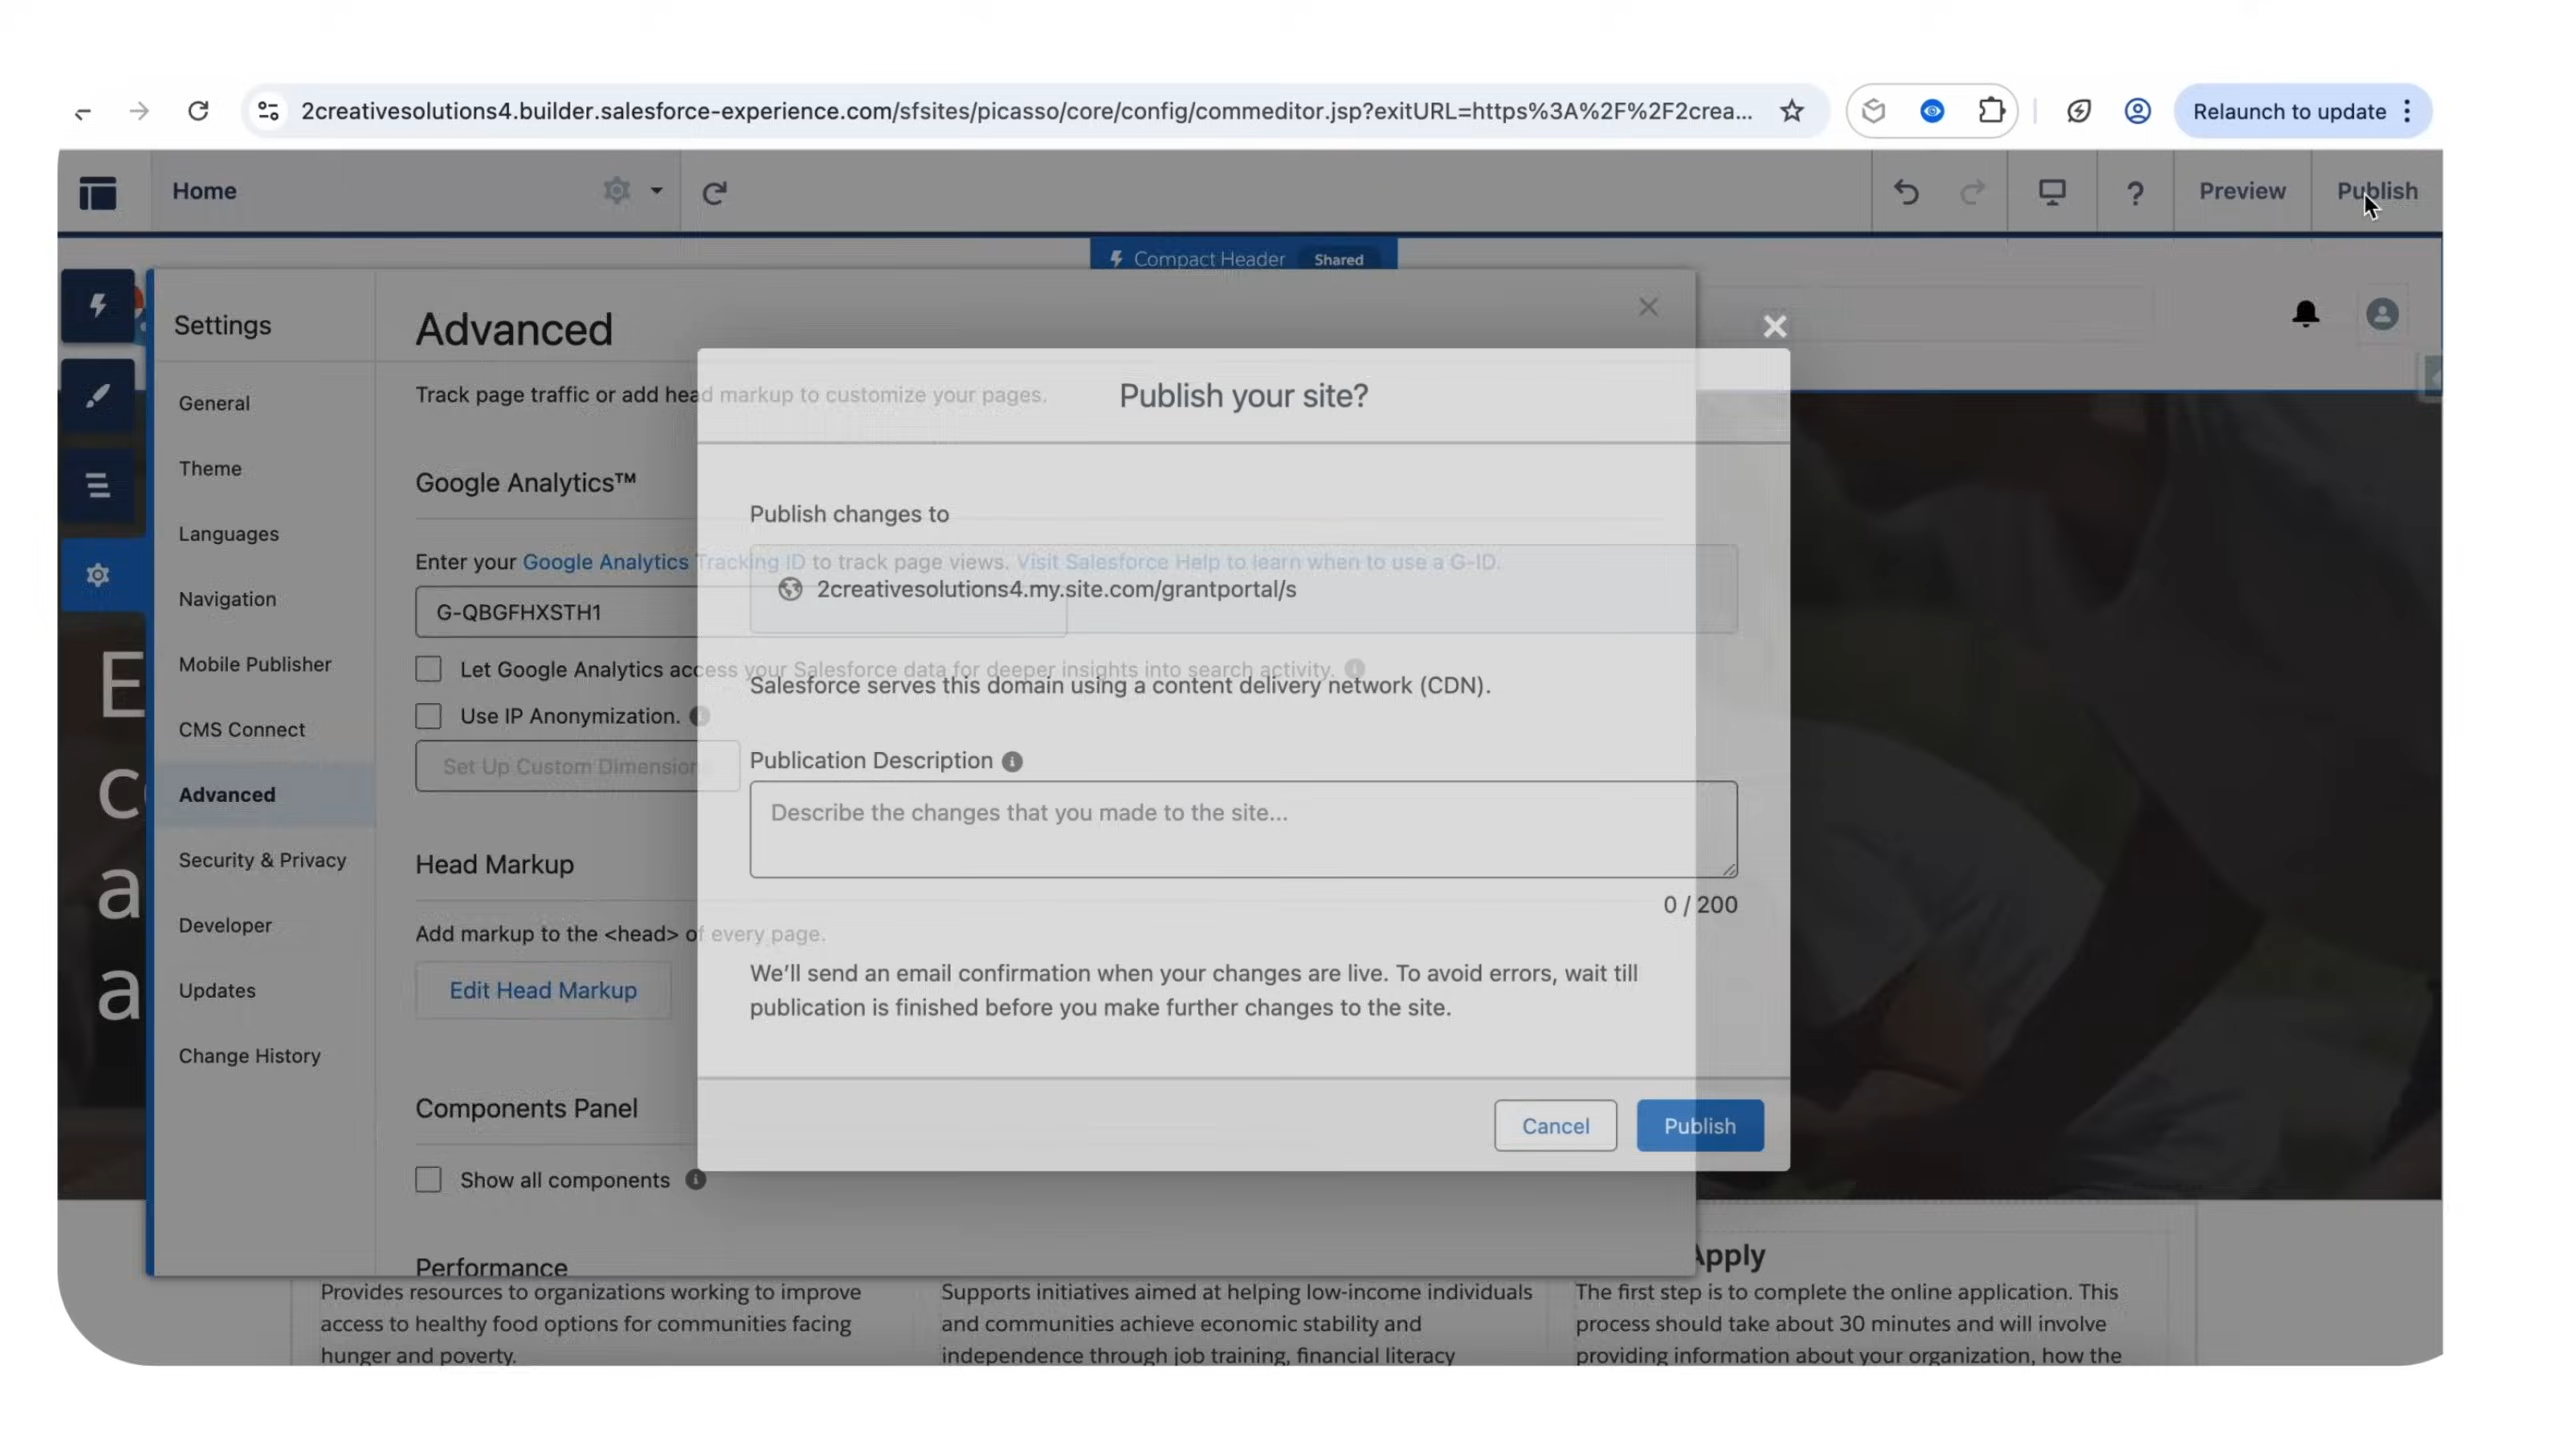 2creativesolutions4.builder.salesforce-experience.com/sfsites/picasso/core/config/commeditor.jsp?exitURL=https%3A%2F%2F2crea...
Relaunch to update
Home
?
Preview
Publish
Compact Header
Shared
Settings
General
Theme
Languages
Navigation
Mobile Publisher
CMS Connect
Advanced
Security & Privacy
Developer
Updates
Change History
Advanced
Track page traffic or add head markup to customize your pages.
Google Analytics™
Enter your Google Analytics Tracking ID to track page views. Visit Salesforce Help to learn when to use a G-ID.
G-QBGFHXSTH1
Let Google Analytics access your Salesforce data for deeper insights into search activity.
Use IP Anonymization.
Set Up Custom Dimension
Head Markup
Add markup to the <head> of every page.
Edit Head Markup
Components Panel
Show all components
Performance
Publish your site?
Publish changes to
2creativesolutions4.my.site.com/grantportal/s
Salesforce serves this domain using a content delivery network (CDN).
Publication Description
Describe the changes that you made to the site...
0 / 200
We'll send an email confirmation when your changes are live. To avoid errors, wait till
publication is finished before you make further changes to the site.
Cancel
Publish
E
c
a
a
Provides resources to organizations working to improve
access to healthy food options for communities facing
hunger and poverty.
Supports initiatives aimed at helping low-income individuals
and communities achieve economic stability and
independence through job training, financial literacy
Apply
The first step is to complete the online application. This
process should take about 30 minutes and will involve
providing information about your organization, how the